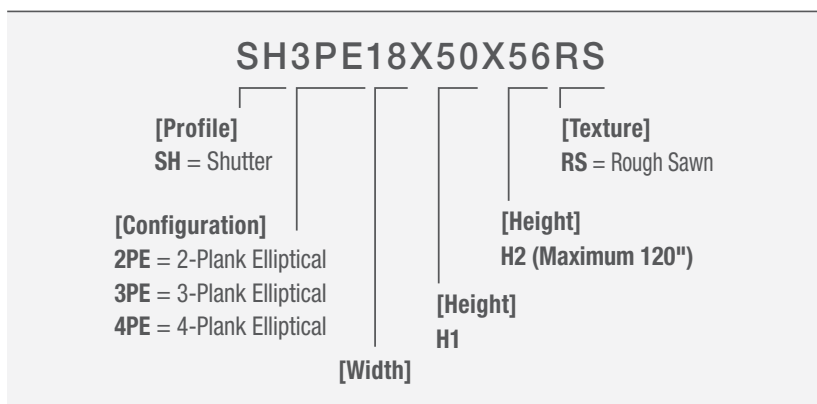 SH3PE18X50X56RS
[Profile]
SH = Shutter
[Texture]
RS = Rough Sawn
[Configuration]
2PE = 2-Plank Elliptical
3PE = 3-Plank Elliptical
4PE = 4-Plank Elliptical
[Height]
H2 (Maximum 120")
[Height]
H1
[Width]